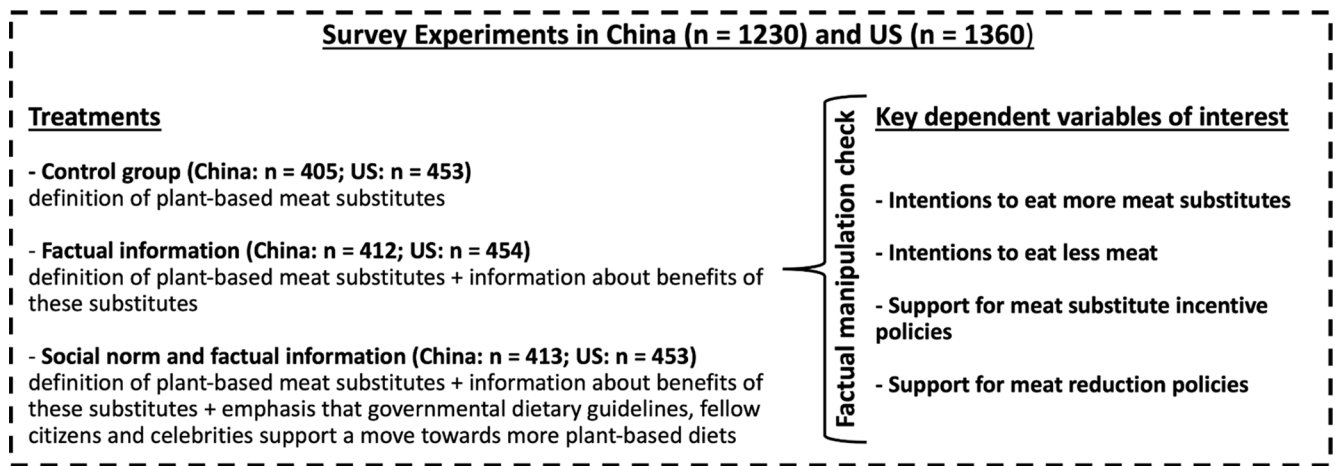 Survey Experiments in China (n = 1230) and US (n = 1360)
Treatments
- Control group (China: n = 405; US: n = 453)
definition of plant-based meat substitutes
- Factual information (China: n = 412; US: n = 454)
definition of plant-based meat substitutes + information about benefits of
these substitutes
- Social norm and factual information (China: n = 413; US: n = 453)
definition of plant-based meat substitutes + information about benefits of
these substitutes + emphasis that governmental dietary guidelines, fellow
citizens and celebrities support a move towards more plant-based diets
Factual manipulation check
Key dependent variables of interest
- Intentions to eat more meat substitutes
- Intentions to eat less meat
- Support for meat substitute incentive
policies
- Support for meat reduction policies